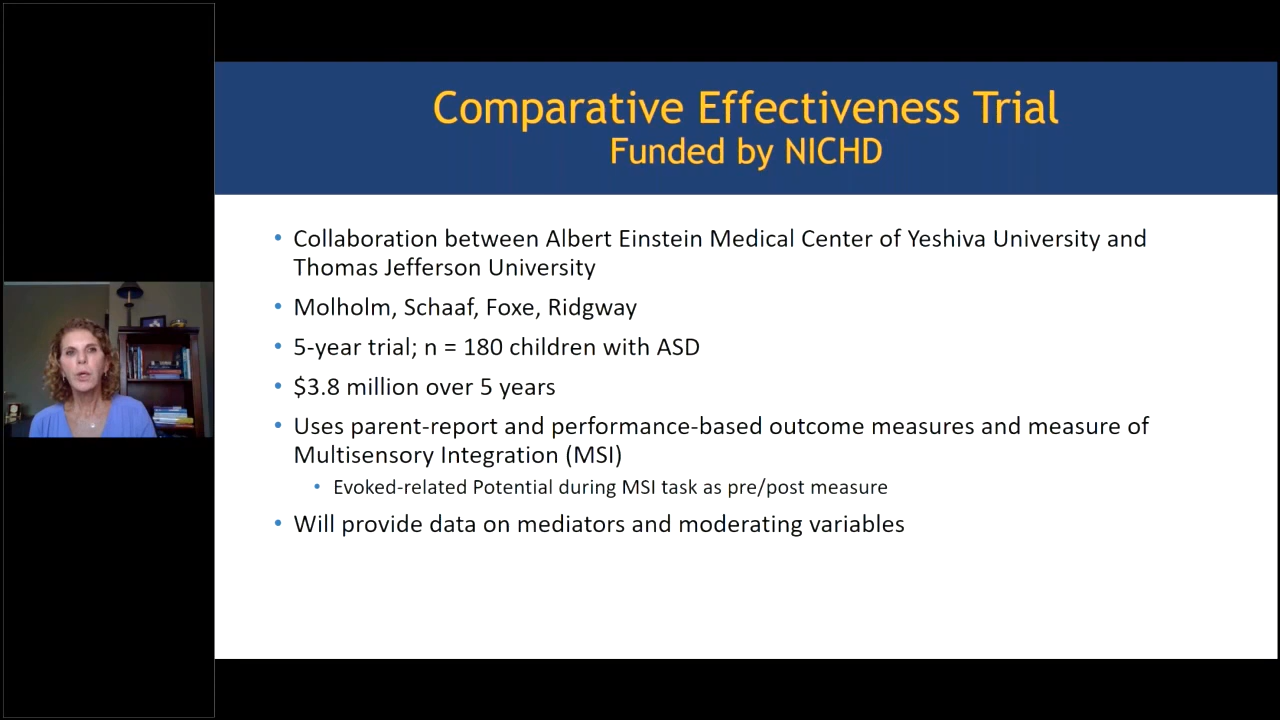 Comparative Effectiveness Trial
Funded by NICHD
• Collaboration between Albert Einstein Medical Center of Yeshiva University and
Thomas Jefferson University
• Molholm, Schaaf, Foxe, Ridgway
• 5-year trial; n = 180 children with ASD
• $3.8 million over 5 years
• Uses parent-report and performance-based outcome measures and measure of
Multisensory Integration (MSI)
• Evoked-related Potential during MSI task as pre/post measure
• Will provide data on mediators and moderating variables